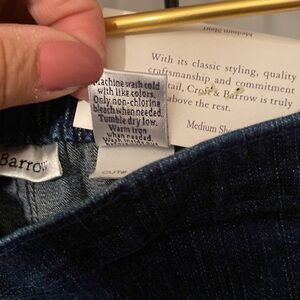 With its classic styling, quality
craftsmanship and commitment
tail, Croft & Barrow is truly
above the rest.
Medium Sh
Machine wash cold
with like colors.
Only non-chlorine
bleach when needed.
Tumble dry low.
Warm iron
when needed.
Barrow